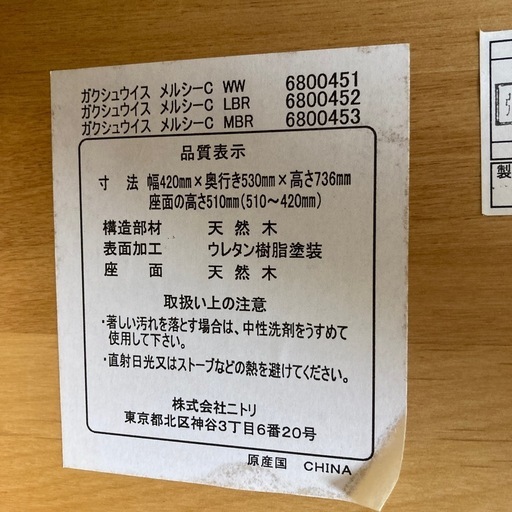 ガクシュウイス メルシーC WW 6800451
ガクシュウイス メルシーC LBR 6800452
ガクシュウイス メルシーC MBR 6800453
品質表示
寸 法 幅420mm×奥行き530mm×高さ736mm
座面の高さ510mm(510〜420mm)
構造部材 天然木
表面加工 ウレタン樹脂塗装
座 面 天然木
取扱い上の注意
・著しい汚れを落とす場合は、中性洗剤をうすめて
使用して下さい。
・直射日光又はストーブなどの熱を避けてください。
株式会社ニトリ
東京都北区神谷3丁目6番20号
原産国 CHINA
製